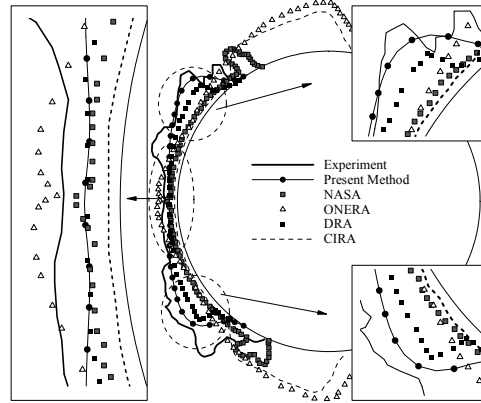 Experiment
Present Method
NASA
ONERA
DRA
CIRA